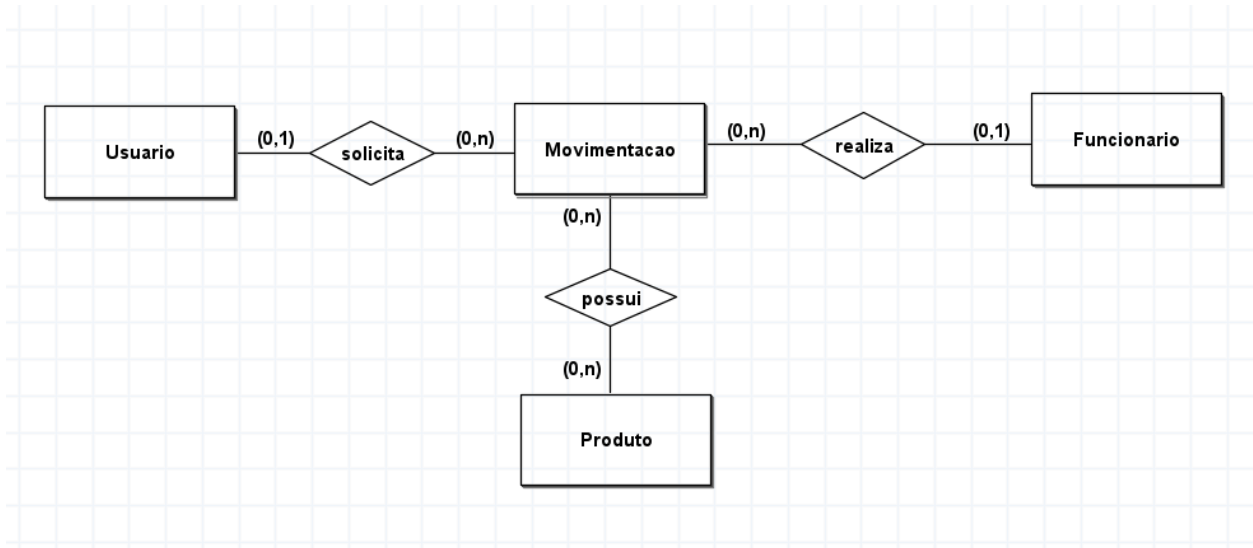 Usuario
(0,1)
solicita
(0,n)
Movimentacao
(0,n)
realiza
(0,1)
Funcionario
(0,n)
possui
(0,n)
Produto